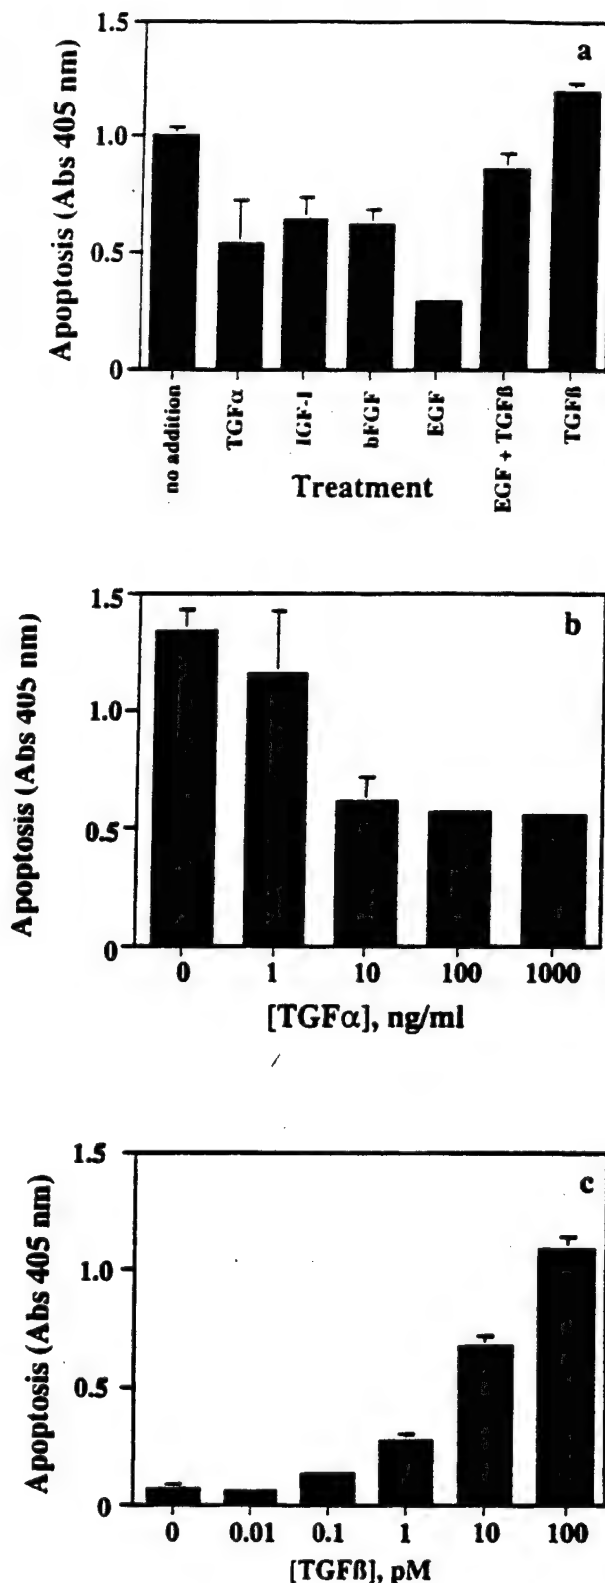 a
Apoptosis (Abs 405 nm)
1.5
1.0
0.5
0
no addition
TGFα
IGF-I
bFGF
EGF
EGF + TGFß
TGFß
Treatment
b
Apoptosis (Abs 405 nm)
1.5
1.0
0.5
0
0 1 10 100 1000
[TGFα], ng/ml
c
Apoptosis (Abs 405 nm)
1.5
1.0
0.5
0
0 0.01 0.1 1 10 100
[TGFß], pM